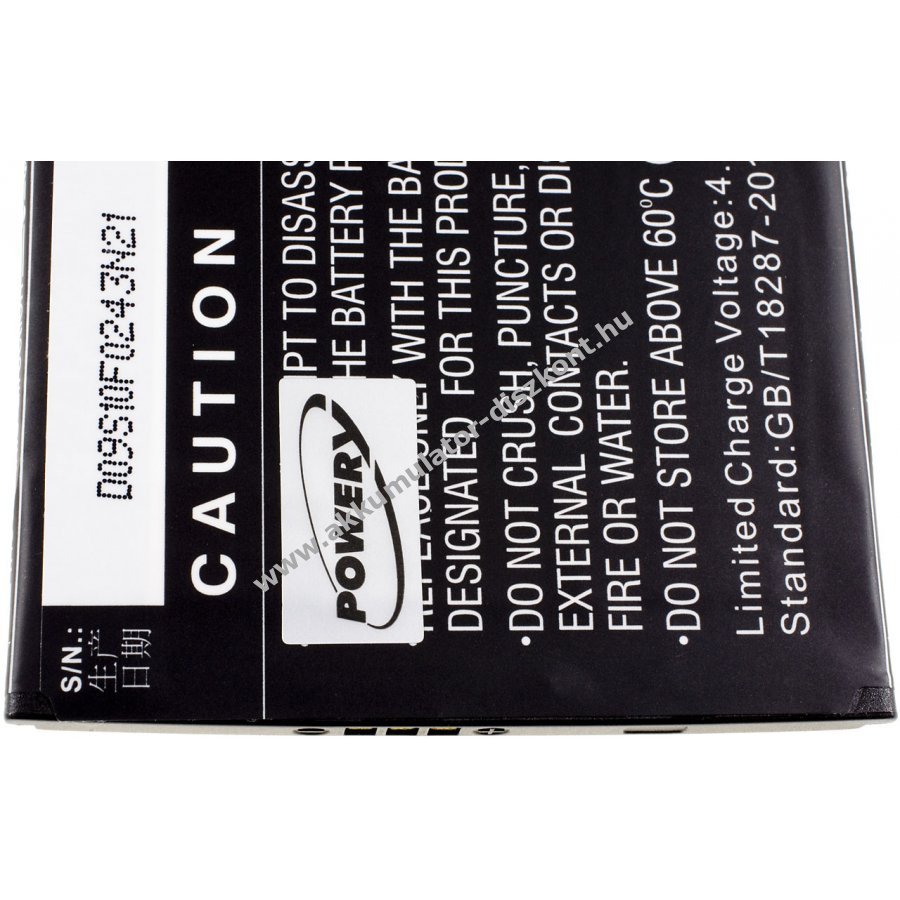 S/N.:
生产
日期
D09S10F0243N21
CAUTION
PT TO DISASS
HE BATTERY
WITH THE BA
DESIGNATED FOR THIS PROD
·DO NOT CRUSH, PUNCTURE,
EXTERNAL CONTACTS OR DI
FIRE OR WATER.
·DO NOT STORE ABOVE 60°C
Limited Charge Voltage:4.
Standard:GB/T18287-20
POWERY
www.akkumulator-diszkont.hu
- +